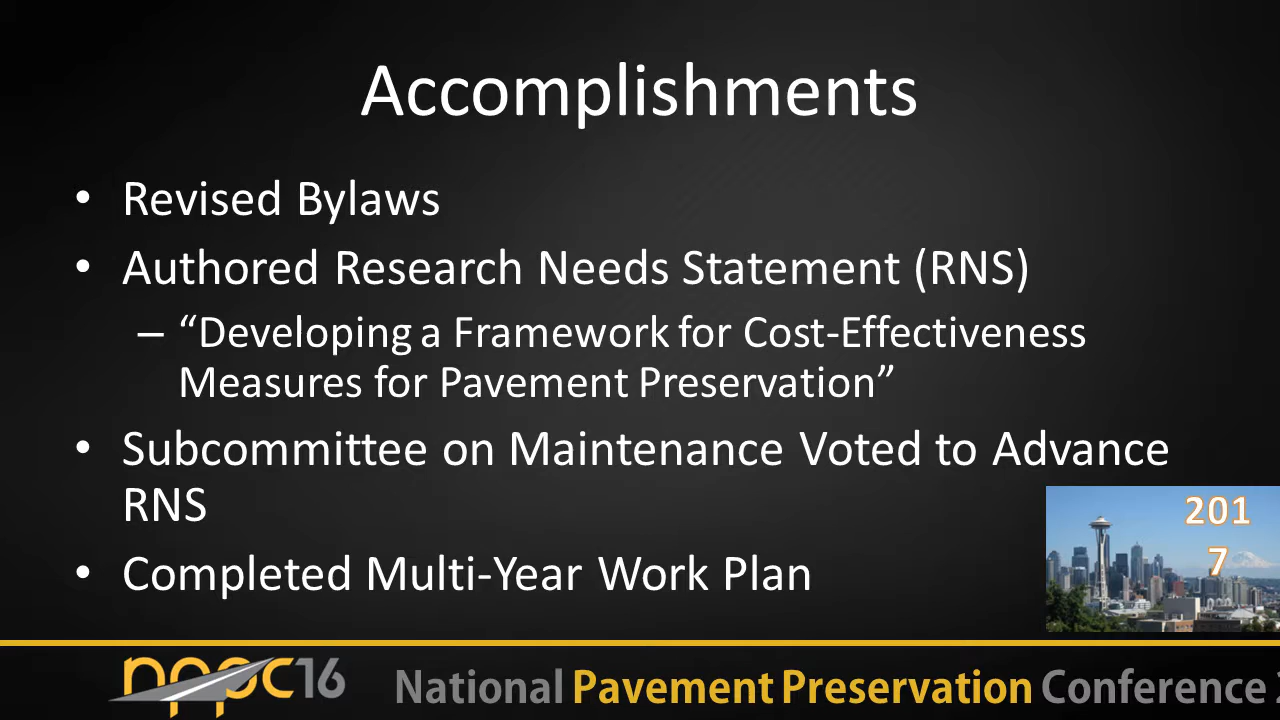 Accomplishments
• Revised Bylaws
• Authored Research Needs Statement (RNS)
– “Developing a Framework for Cost-Effectiveness
Measures for Pavement Preservation”
• Subcommittee on Maintenance Voted to Advance
RNS
• Completed Multi-Year Work Plan
201
7
nppc16
National Pavement Preservation Conference